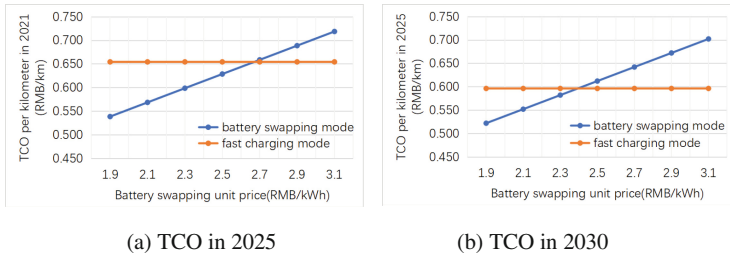 TCO per kilometer in 2021
(RMB/km)
0.750
0.700
0.650
0.600
0.550
0.500
0.450
battery swapping mode
fast charging mode
1.9 2.1 2.3 2.5 2.7 2.9 3.1
Battery swapping unit price(RMB/kWh)
(a) TCO in 2025
TCO per kilometer in 2025
(RMB/km)
0.750
0.700
0.650
0.600
0.550
0.500
0.450
battery swapping mode
fast charging mode
1.9 2.1 2.3 2.5 2.7 2.9 3.1
Battery swapping unit price(RMB/kWh)
(b) TCO in 2030